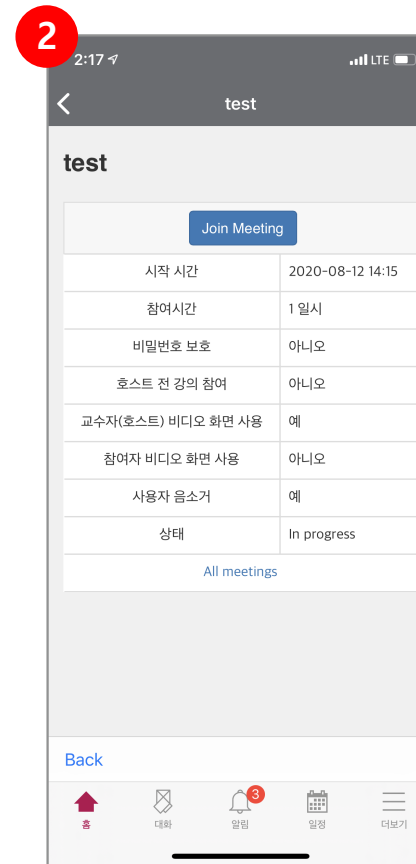 2
2:17 LTE
test
test
Join Meeting
시작 시간 2020-08-12 14:15
참여시간 1 일시
비밀번호 보호 아니오
호스트 전 강의 참여 아니오
교수자(호스트) 비디오 화면 사용 예
참여자 비디오 화면 사용 아니오
사용자 음소거 예
상태 In progress
All meetings
Back
3
홈 대화 알림 일정 더보기